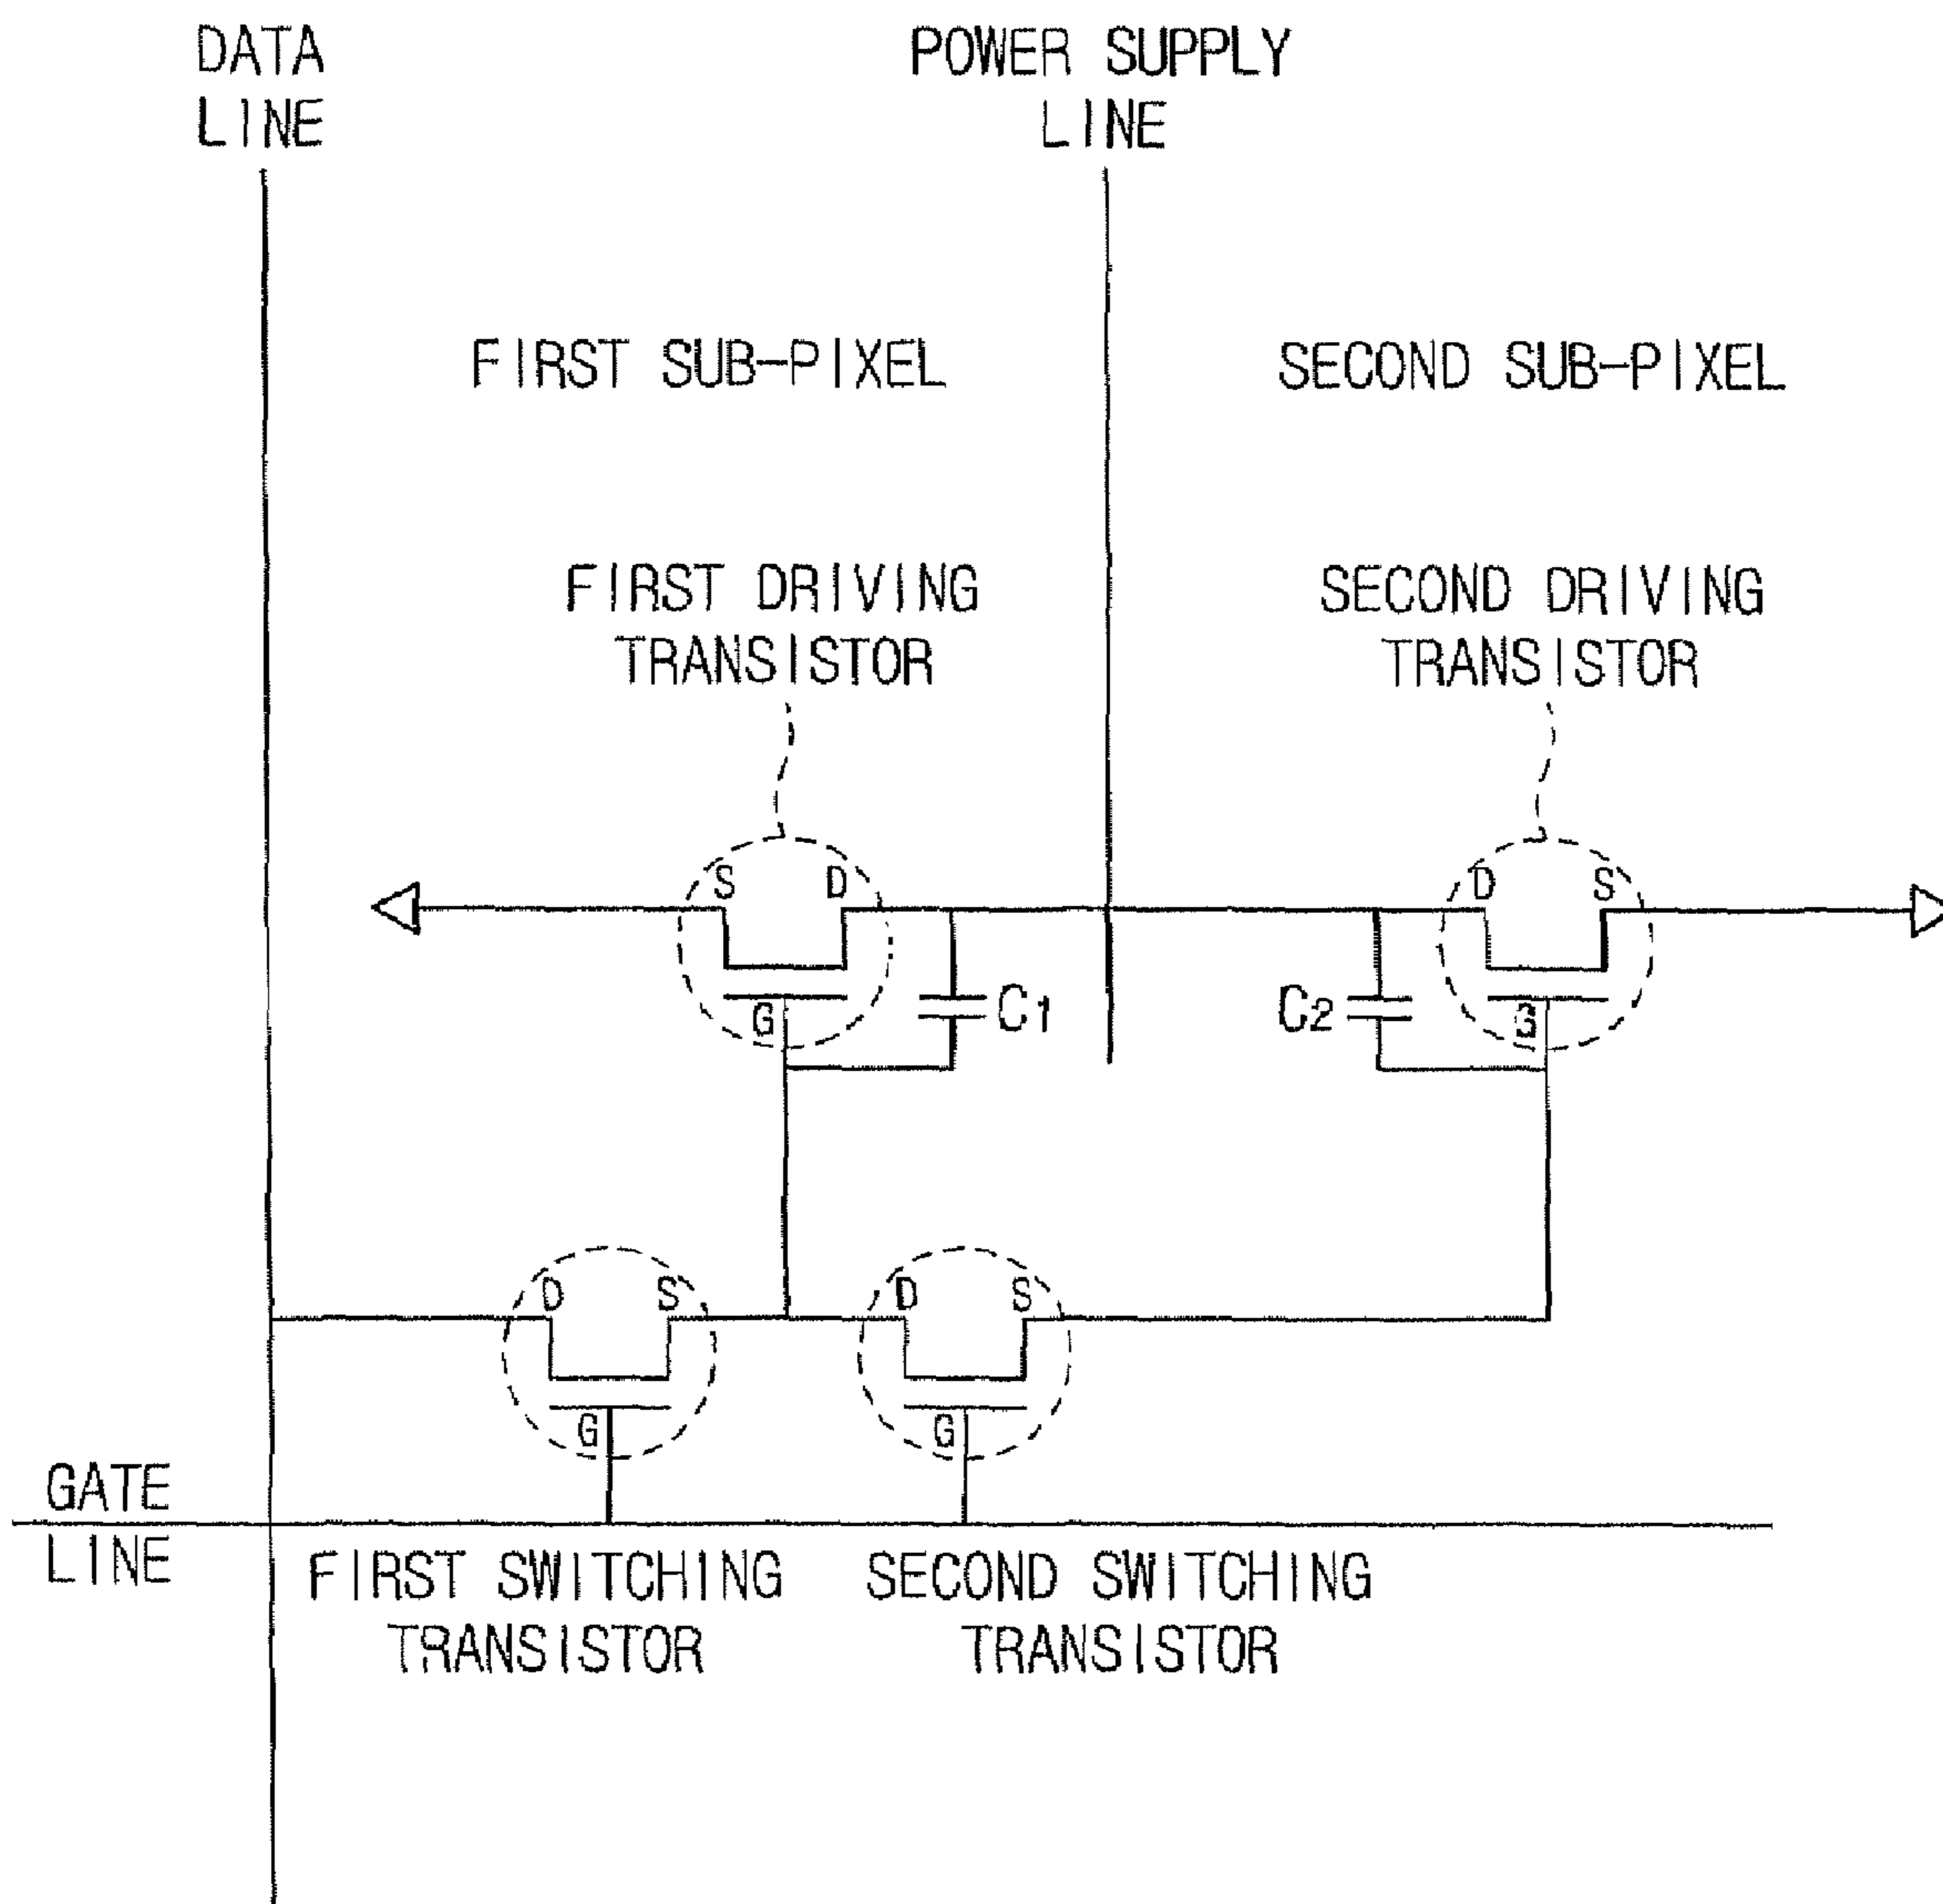 DATA
LINE
POWER SUPPLY
LINE
FIRST SUB-PIXEL
SECOND SUB-PIXEL
FIRST DRIVING
TRANSISTOR
SECOND DRIVING
TRANSISTOR
S
D
G
C1
D
S
G
C2
D
S
G
D
S
G
GATE
LINE
FIRST SWITCHING
TRANSISTOR
SECOND SWITCHING
TRANSISTOR